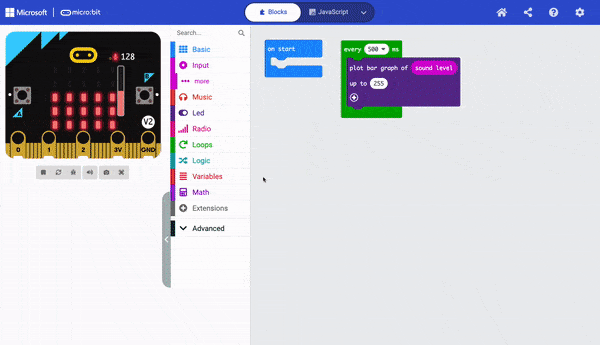 Microsoft
micro:bit
Blocks
JavaScript
128
B
A
V2
0 1 2 3V GND
Search...
Basic
Input
more
Music
Led
Radio
Loops
Logic
Variables
Math
Extensions
Advanced
on start
every 500 ms
plot bar graph of sound level
up to 255